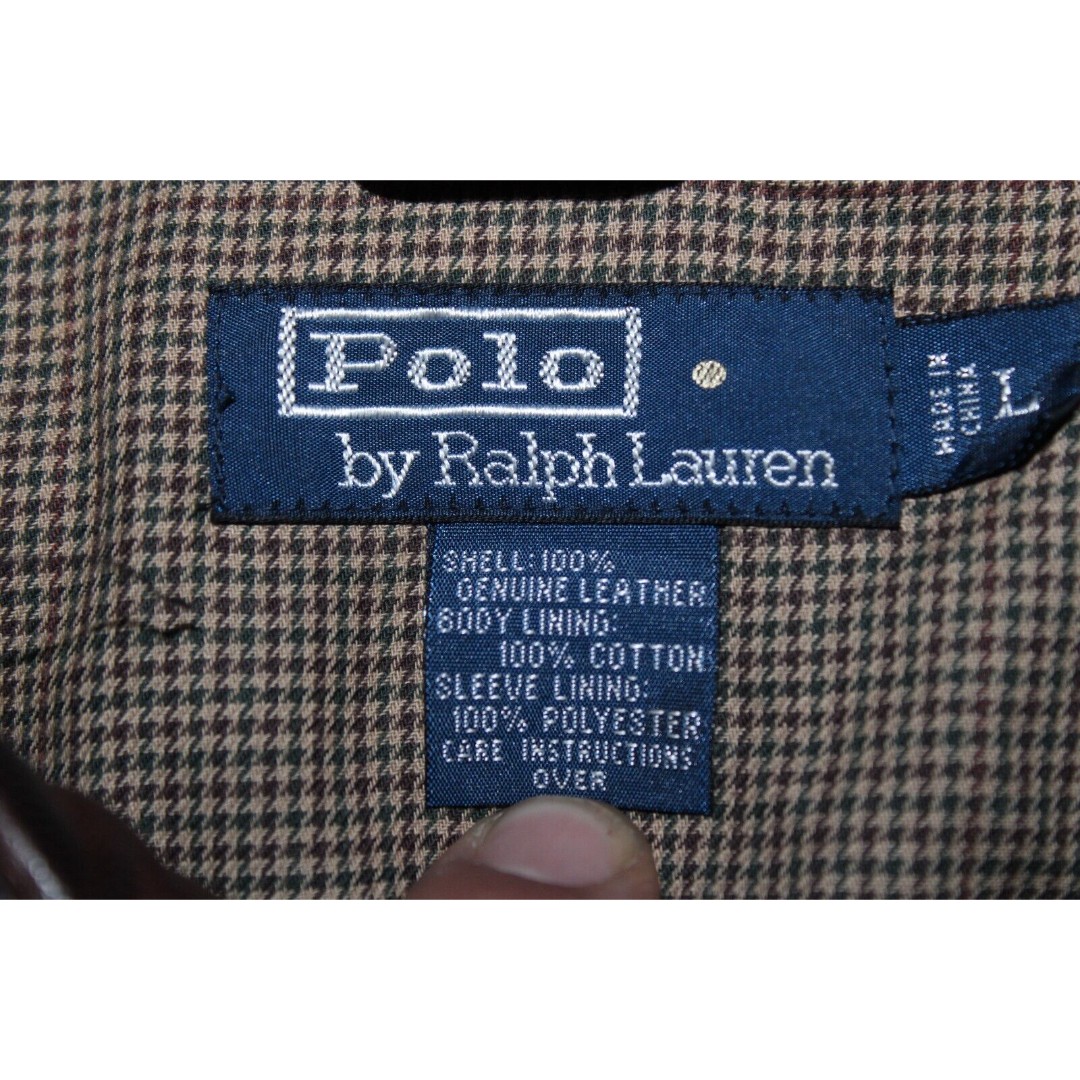 Polo
by Ralph Lauren
MADE IN
CHINA
L
SHELL: 100%
GENUINE LEATHER
BODY LINING:
100% COTTON
SLEEVE LINING:
100% POLYESTER
CARE INSTRUCTIONS
OVER